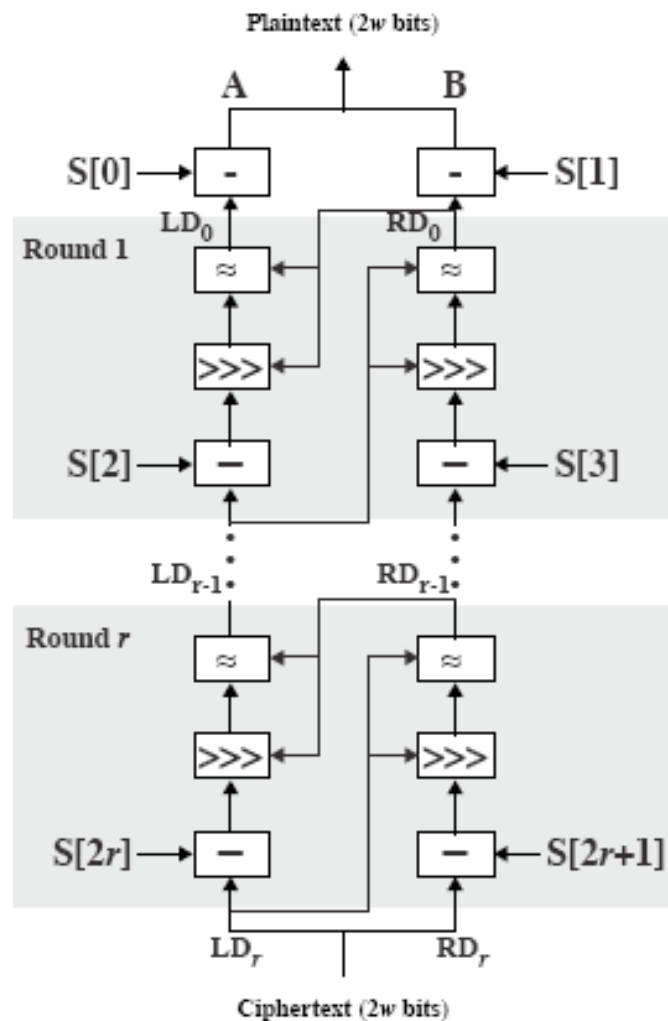 Plaintext (2w bits)
A B
S[0] - - S[1]
LD0 RD0
Round 1
≈ ≈
>>> >>>
S[2] – – S[3]
LDr-1 RDr-1
Round r
≈ ≈
>>> >>>
S[2r] – – S[2r+1]
LDr RDr
Ciphertext (2w bits)